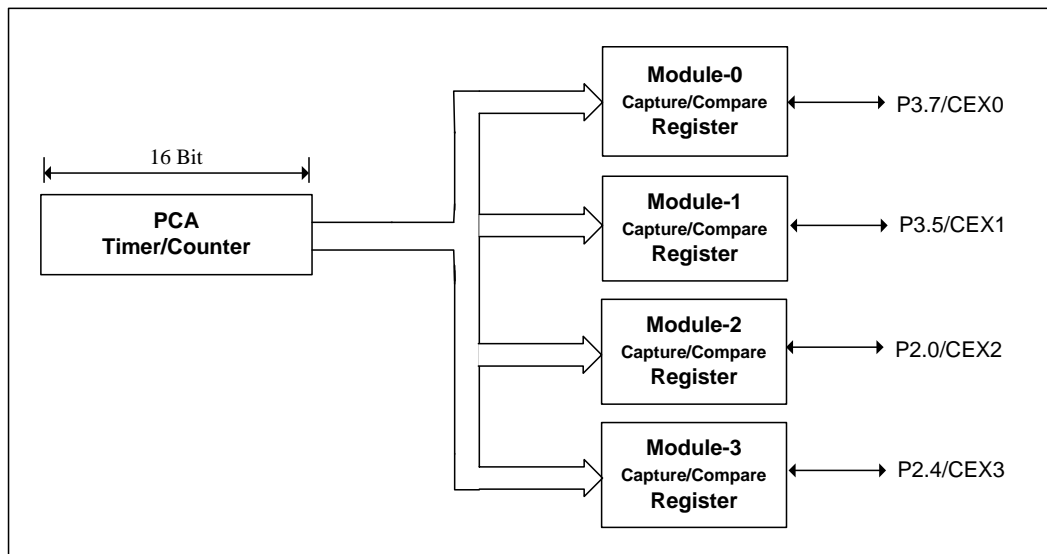 16 Bit
PCA
Timer/Counter
Module-0
Capture/Compare
Register
P3.7/CEX0
Module-1
Capture/Compare
Register
P3.5/CEX1
Module-2
Capture/Compare
Register
P2.0/CEX2
Module-3
Capture/Compare
Register
P2.4/CEX3